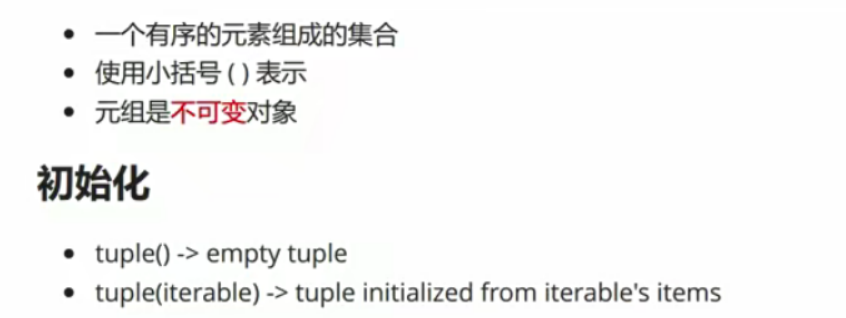 一个有序的元素组成的集合
使用小括号 ( ) 表示
元组是不可变对象
初始化
tuple() -> empty tuple
tuple(iterable) -> tuple initialized from iterable's items